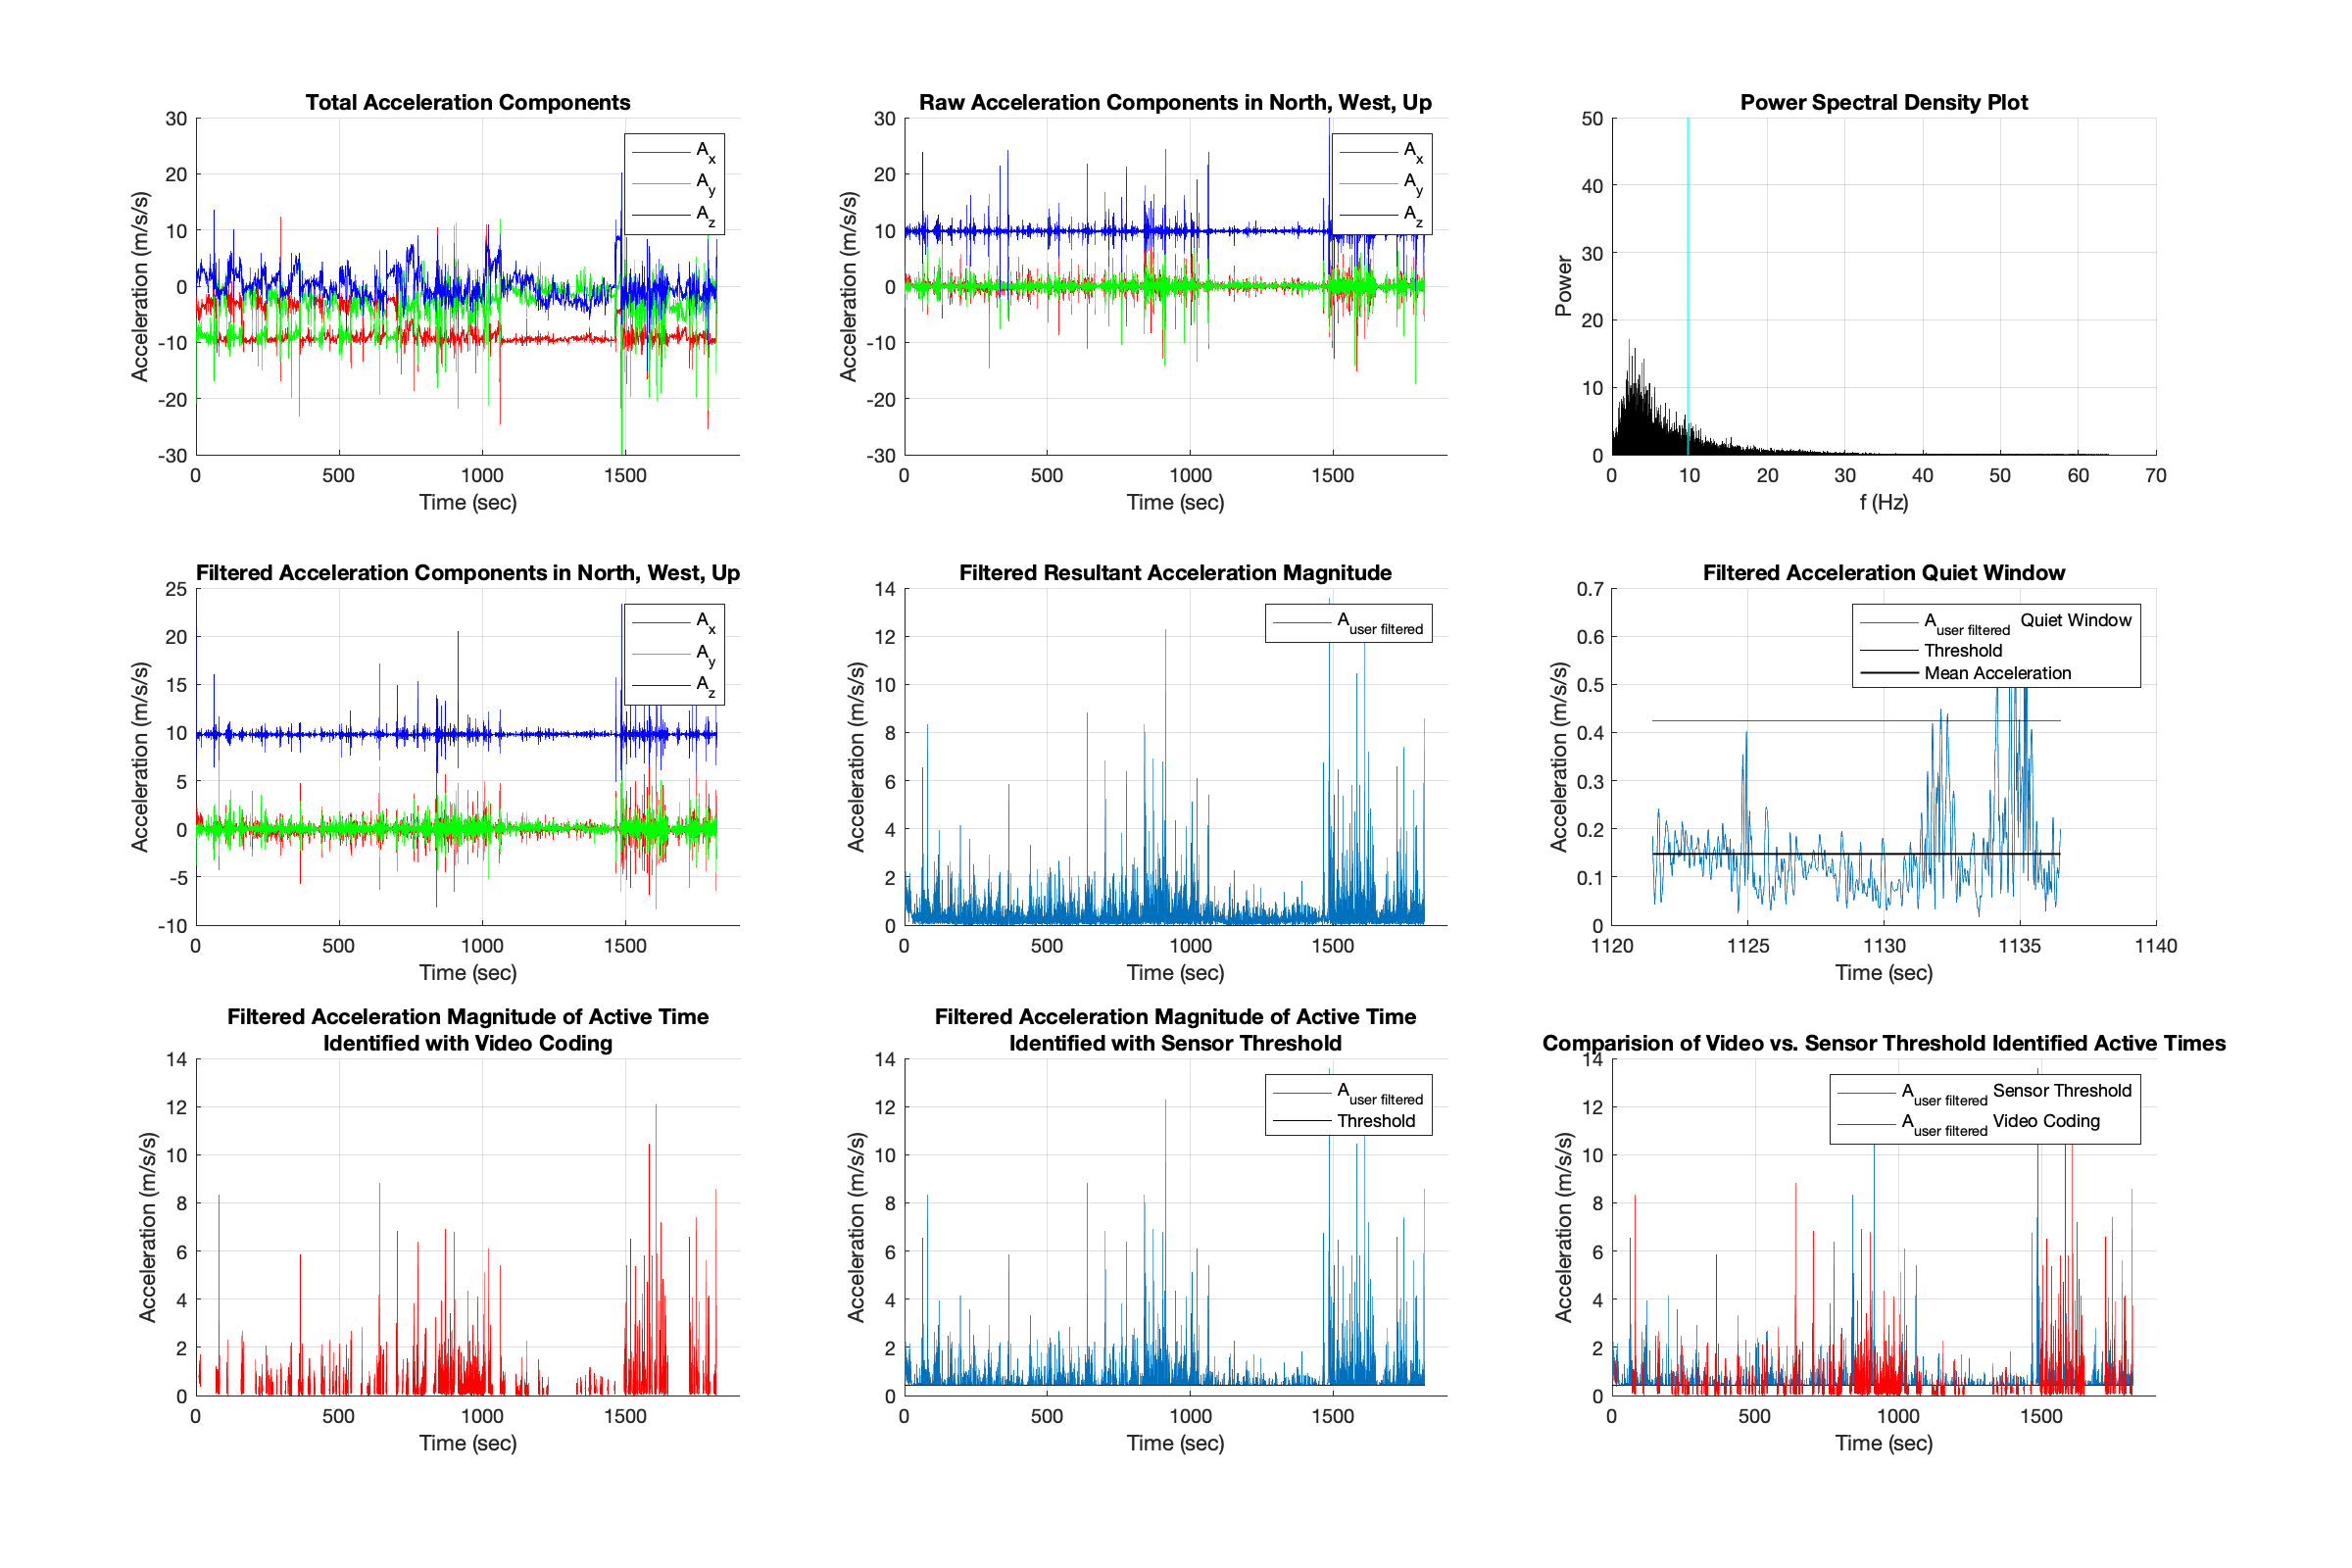 Total Acceleration Components
30
20
10
0
-10
-20
-30
Acceleration (m/s/s)
Ax
Ay
Az
0 500 1000 1500
Time (sec)
Raw Acceleration Components in North, West, Up
30
20
10
0
-10
-20
-30
Acceleration (m/s/s)
Ax
Ay
Az
0 500 1000 1500
Time (sec)
Power Spectral Density Plot
50
40
30
20
10
0
Power
0 10 20 30 40 50 60 70
f (Hz)
Filtered Acceleration Components in North, West, Up
25
20
15
10
5
0
-5
-10
Acceleration (m/s/s)
Ax
Ay
Az
0 500 1000 1500
Time (sec)
Filtered Resultant Acceleration Magnitude
14
12
10
8
6
4
2
0
Acceleration (m/s/s)
Auser filtered
0 500 1000 1500
Time (sec)
Filtered Acceleration Quiet Window
0.7
0.6
0.5
0.4
0.3
0.2
0.1
0
Acceleration (m/s/s)
Auser filtered Quiet Window
Threshold
Mean Acceleration
1120 1125 1130 1135 1140
Time (sec)
Filtered Acceleration Magnitude of Active Time
Identified with Video Coding
14
12
10
8
6
4
2
0
Acceleration (m/s/s)
0 500 1000 1500
Time (sec)
Filtered Acceleration Magnitude of Active Time
Identified with Sensor Threshold
14
12
10
8
6
4
2
0
Acceleration (m/s/s)
Auser filtered
Threshold
0 500 1000 1500
Time (sec)
Comparision of Video vs. Sensor Threshold Identified Active Times
14
12
10
8
6
4
2
0
Acceleration (m/s/s)
Auser filtered Sensor Threshold
Auser filtered Video Coding
0 500 1000 1500
Time (sec)